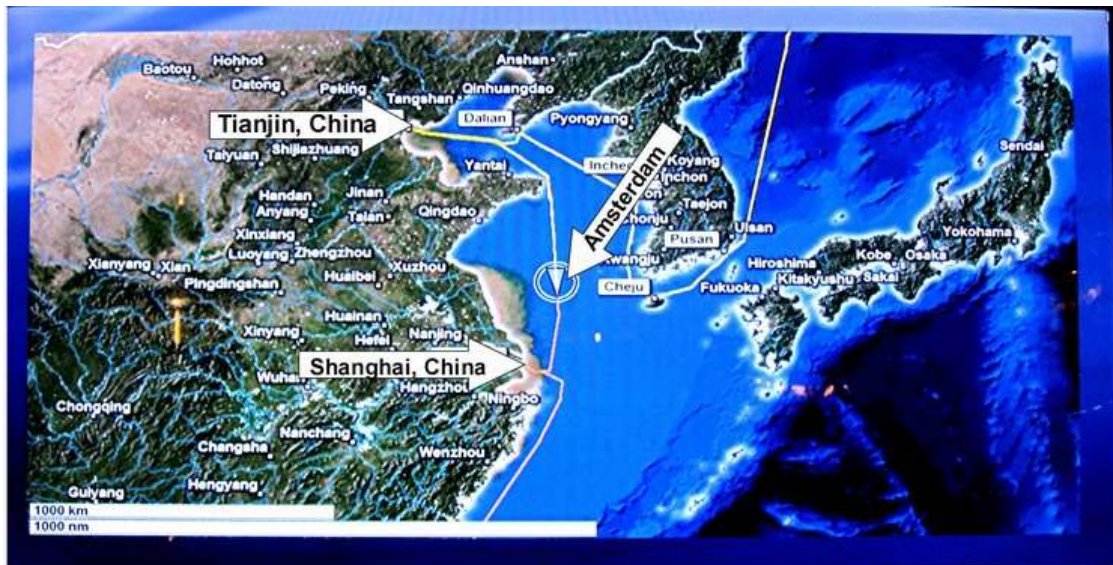 Baotou
Hohhot
Datong
Peking
Tangshan
Anshan
Qinhuangdao
Dalian
Pyongyang
Tianjin, China
Taiyuan
Shijiazhuang
Yantai
Koyang
Inchon
Sendai
Handan
Anyang
Jinan
Taian
Qingdao
Amsterdam
Taejon
Xinxiang
Luoyang
Zhengzhou
Pusan
Ulsan
Yokohama
Xianyang
Xian
Xuzhou
Pingdingshan
Huaibei
Cheju
Fukuoka
Hiroshima
Kitakyushu
Kobe
Sakai
Osaka
Huainan
Xinyang
Hefei
Nanjing
Shanghai, China
Ningbo
Chongqing
Changsha
Nanchang
Wenzhou
Guiyang
Hengyang
1000 km
1000 nm